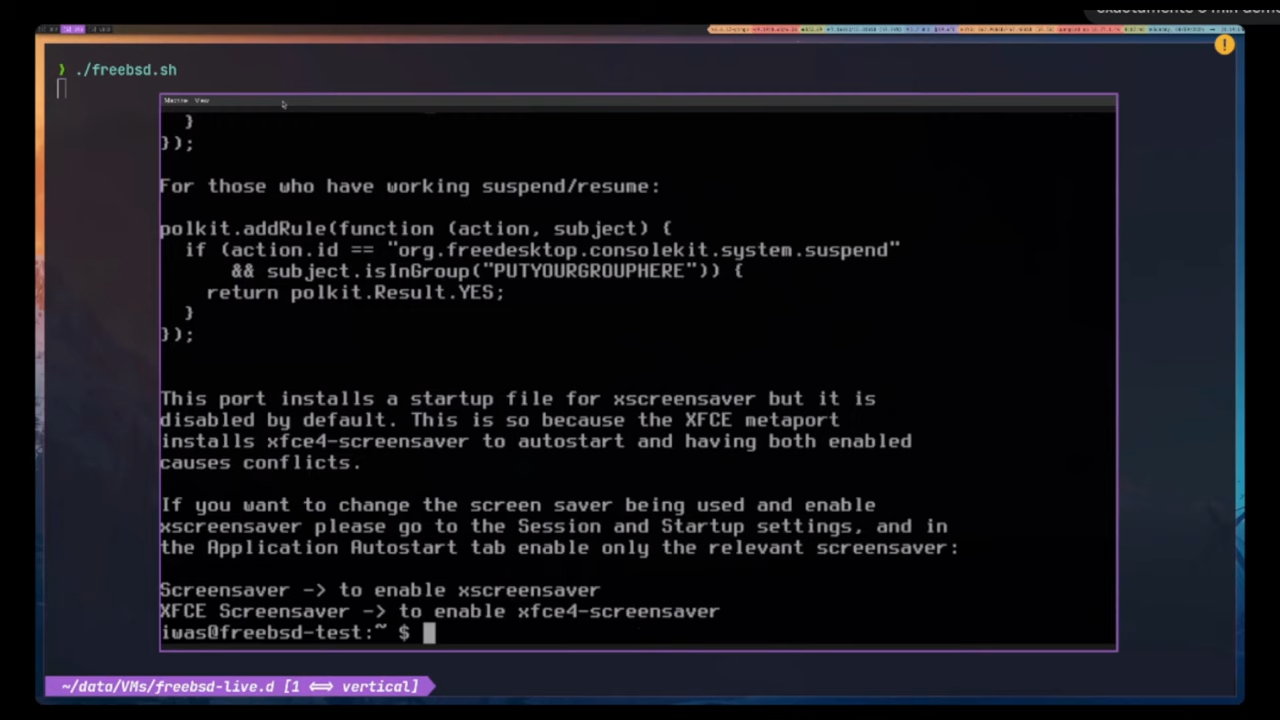 ❯ ./freebsd.sh
Machine View
  }
});
For those who have working suspend/resume:
polkit.addRule(function (action, subject) {
  if (action.id == "org.freedesktop.consolekit.system.suspend"
      && subject.isInGroup("PUTYOURGROUPHERE")) {
    return polkit.Result.YES;
  }
});
This port installs a startup file for xscreensaver but it is
disabled by default. This is so because the XFCE metaport
installs xfce4-screensaver to autostart and having both enabled
causes conflicts.
If you want to change the screen saver being used and enable
xscreensaver please go to the Session and Startup settings, and in
the Application Autostart tab enable only the relevant screensaver:
Screensaver -> to enable xscreensaver
XFCE Screensaver -> to enable xfce4-screensaver
iwas@freebsd-test:~ $
~/data/VMs/freebsd-live.d [1 ⟺ vertical]